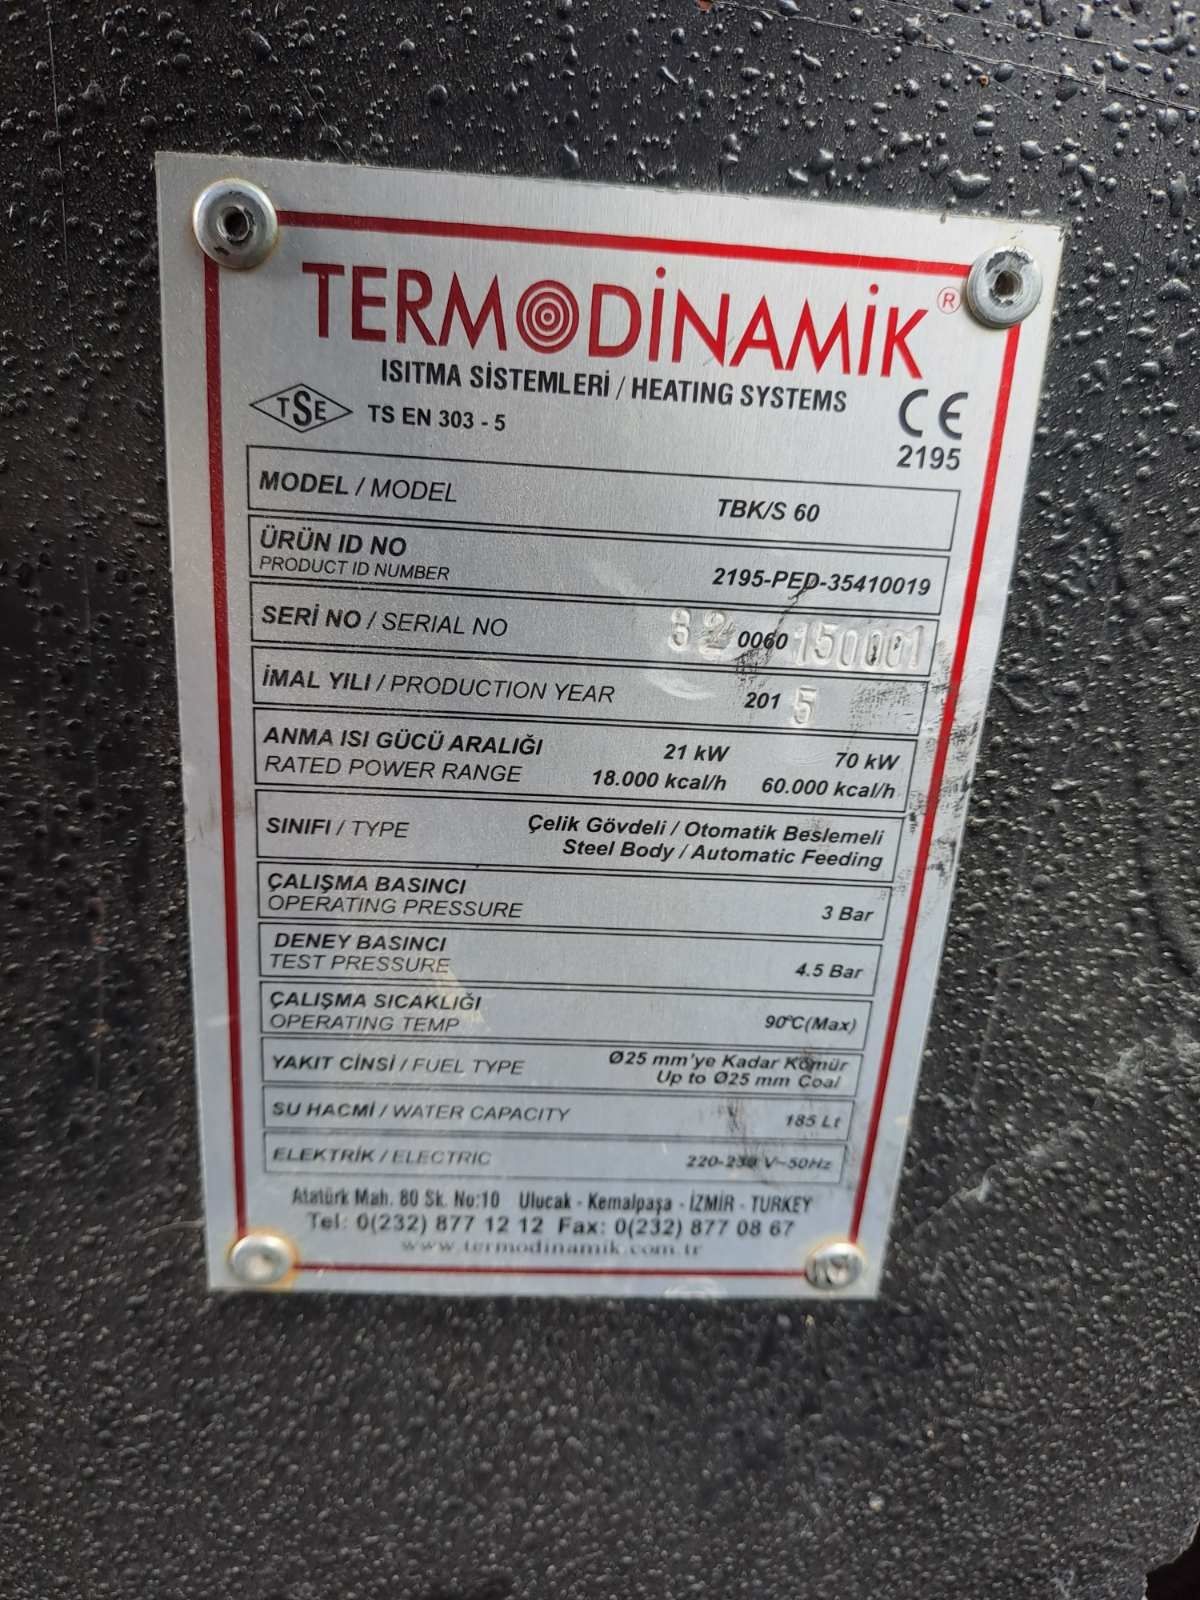 TERMODİNAMİK ®
ISITMA SİSTEMLERİ / HEATING SYSTEMS
TSE TS EN 303 - 5
CE
2195
MODEL / MODEL TBK/S 60
ÜRÜN ID NO
PRODUCT ID NUMBER 2195-PED-35410019
SERİ NO / SERIAL NO 32 0060 150001
İMAL YILI / PRODUCTION YEAR 201 5
ANMA ISI GÜCÜ ARALIĞI 21 kW 70 kW
RATED POWER RANGE 18.000 kcal/h 60.000 kcal/h
SINIFI / TYPE Çelik Gövdeli / Otomatik Beslemeli
Steel Body / Automatic Feeding
ÇALIŞMA BASINCI
OPERATING PRESSURE 3 Bar
DENEY BASINCI
TEST PRESSURE 4.5 Bar
ÇALIŞMA SICAKLIĞI
OPERATING TEMP 90°C(Max)
YAKIT CİNSİ / FUEL TYPE Ø25 mm'ye Kadar Kömür
Up to Ø25 mm Coal
SU HACMİ / WATER CAPACITY 185 Lt
ELEKTRİK / ELECTRIC 220-230 V~50Hz
Atatürk Mah. 80 Sk. No:10 Ulucak - Kemalpaşa - İZMİR - TURKEY
Tel: 0(232) 877 12 12 Fax: 0(232) 877 08 67
www.termodinamik.com.tr